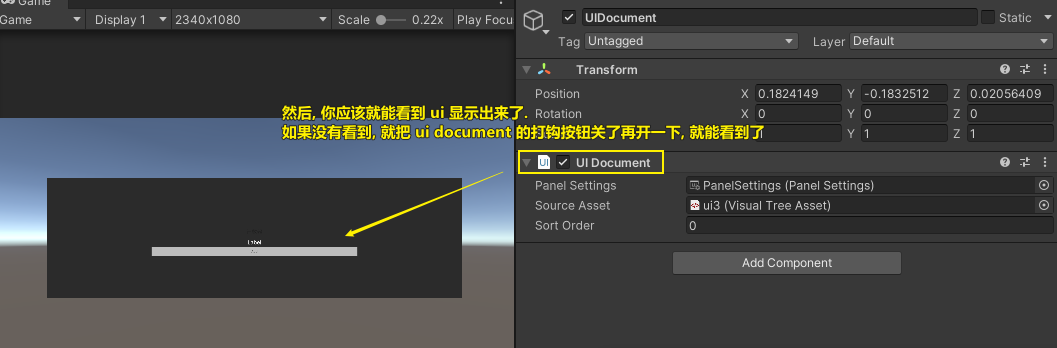 Game
Game Display 1 2340x1080 Scale 0.22x Play Focu
然后, 你应该就能看到 ui 显示出来了.
如果没有看到, 就把 ui document 的打钩按钮关了再开一下, 就能看到了
Label
UIDocument Static
Tag Untagged Layer Default
Transform
Position X 0.1824149 Y -0.1832512 Z 0.02056409
Rotation X 0 Y 0 Z 0
Y 1 Z 1
UI UI Document
Panel Settings PanelSettings (Panel Settings)
Source Asset ui3 (Visual Tree Asset)
Sort Order 0
Add Component